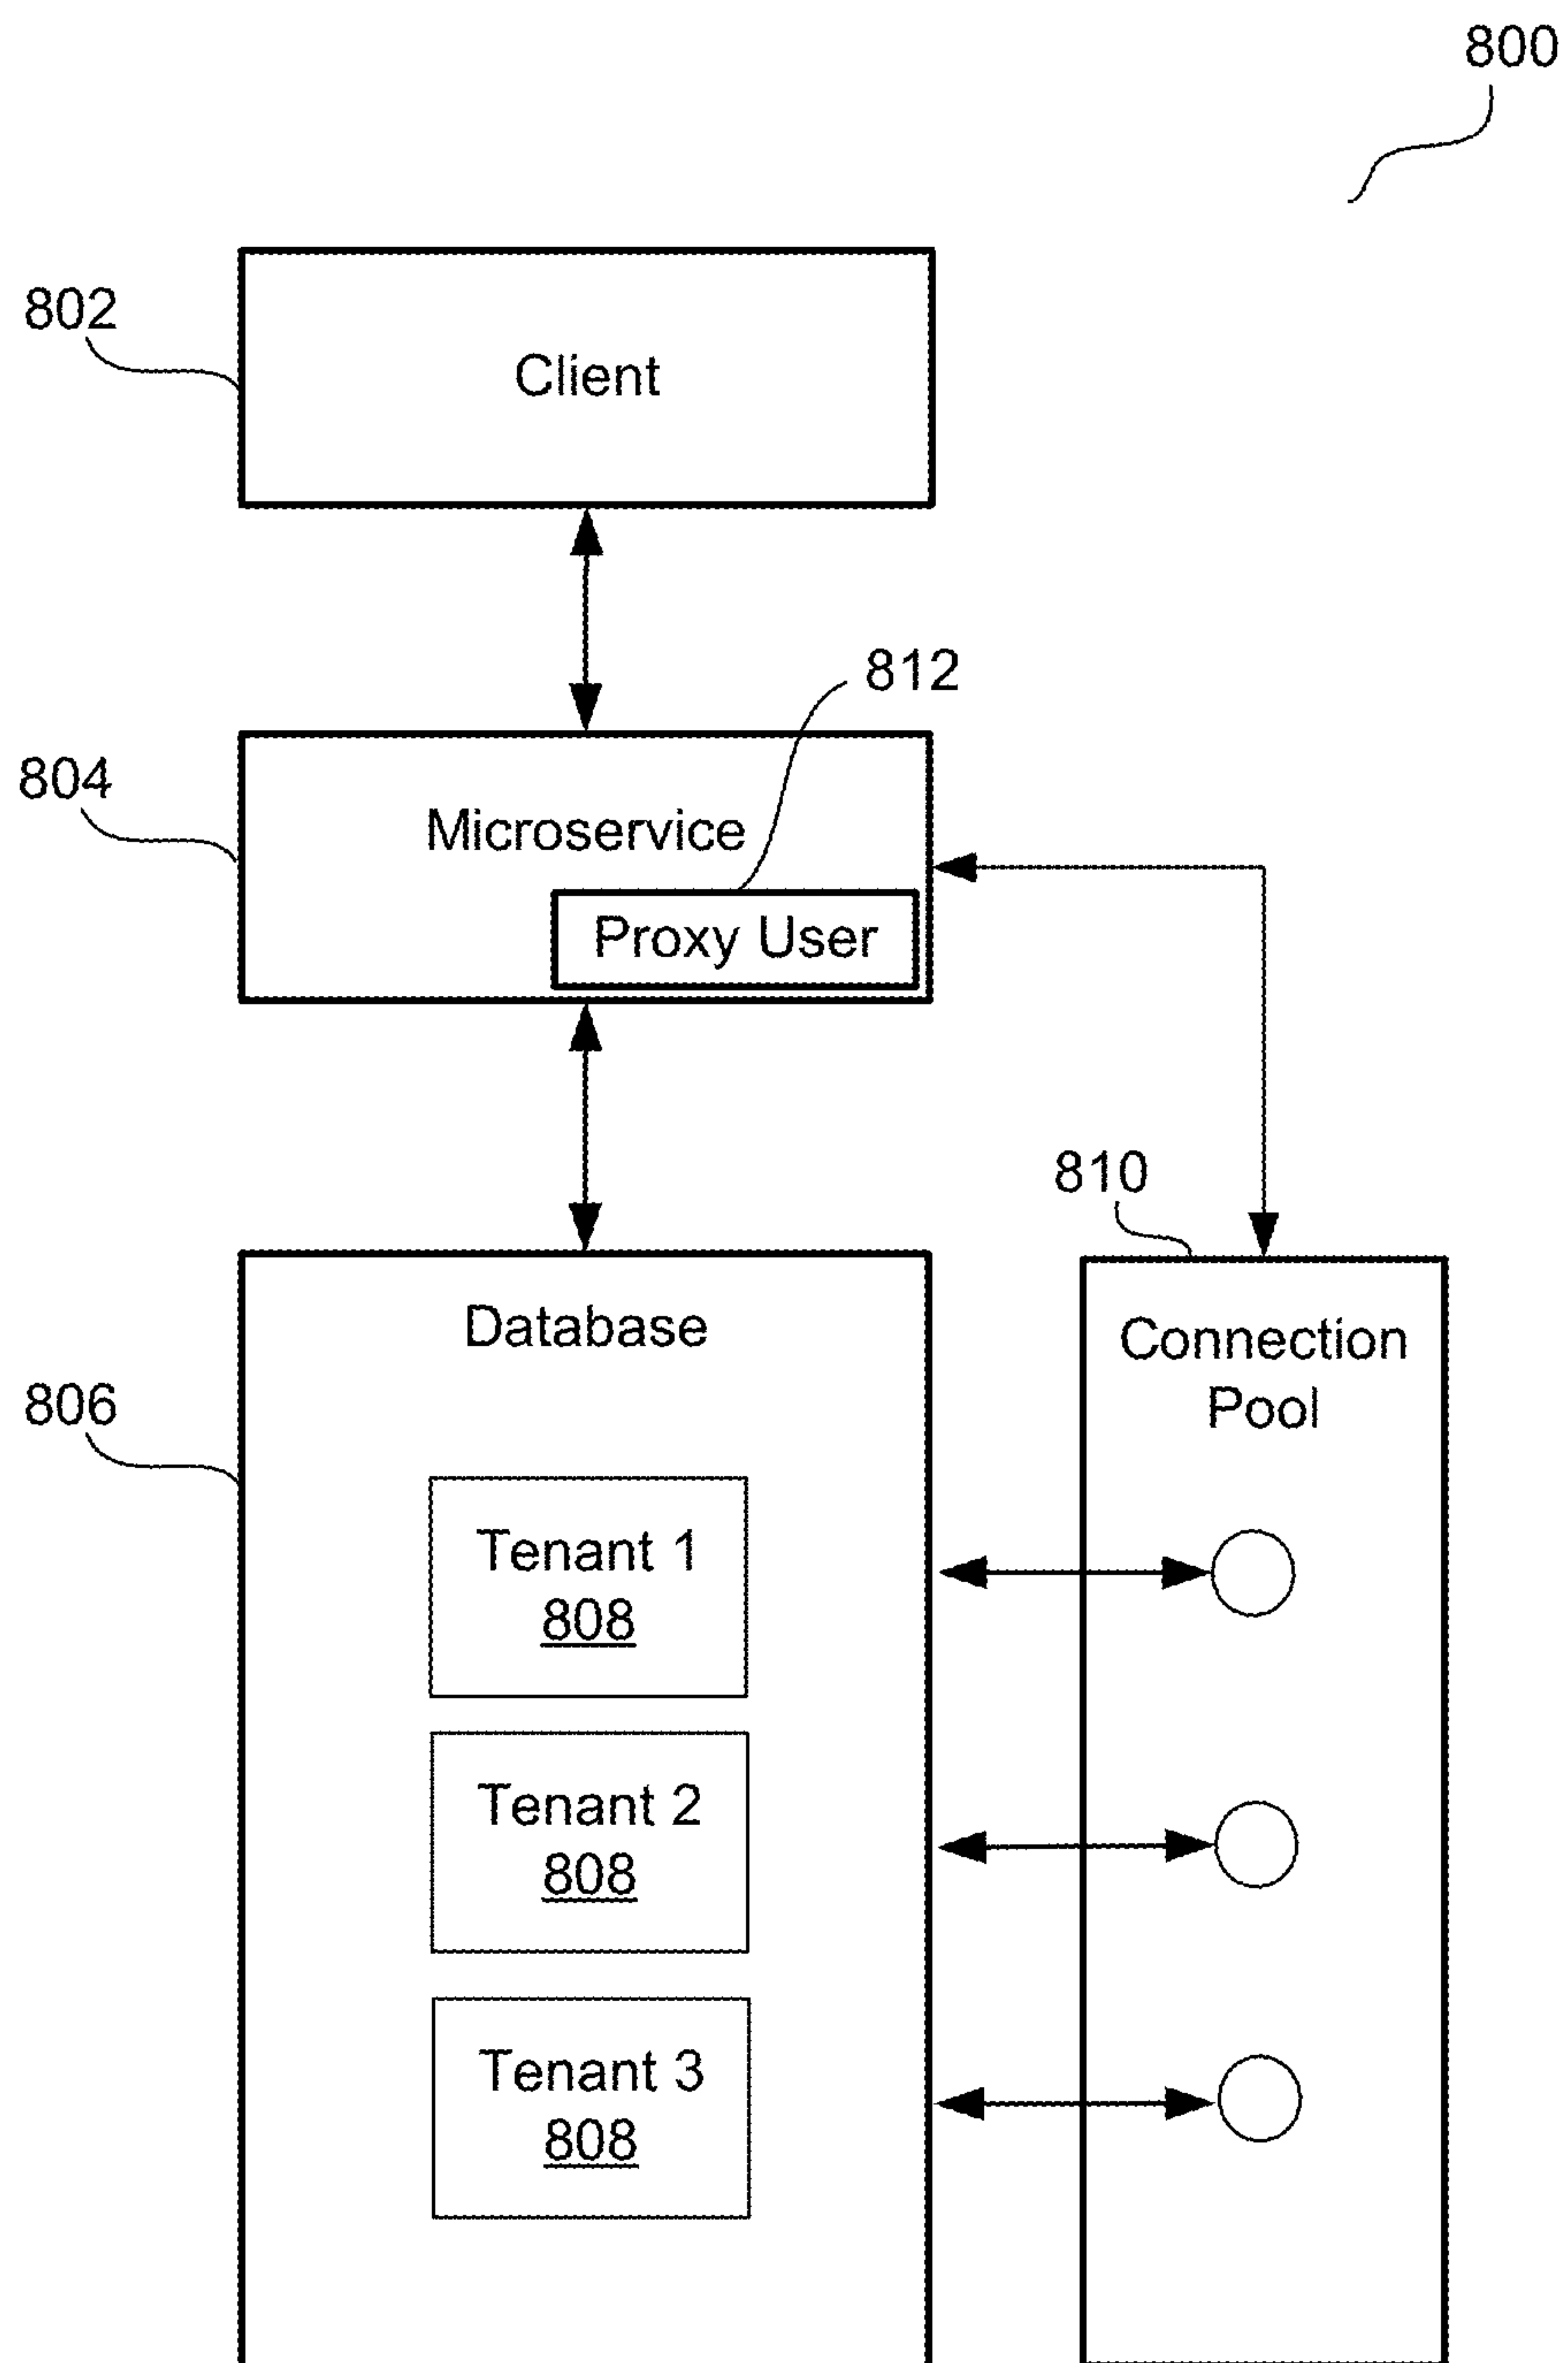 800
802
Client
812
804
Microservice
Proxy User
810
Database
Connection
Pool
806
Tenant 1
808
Tenant 2
808
Tenant 3
808